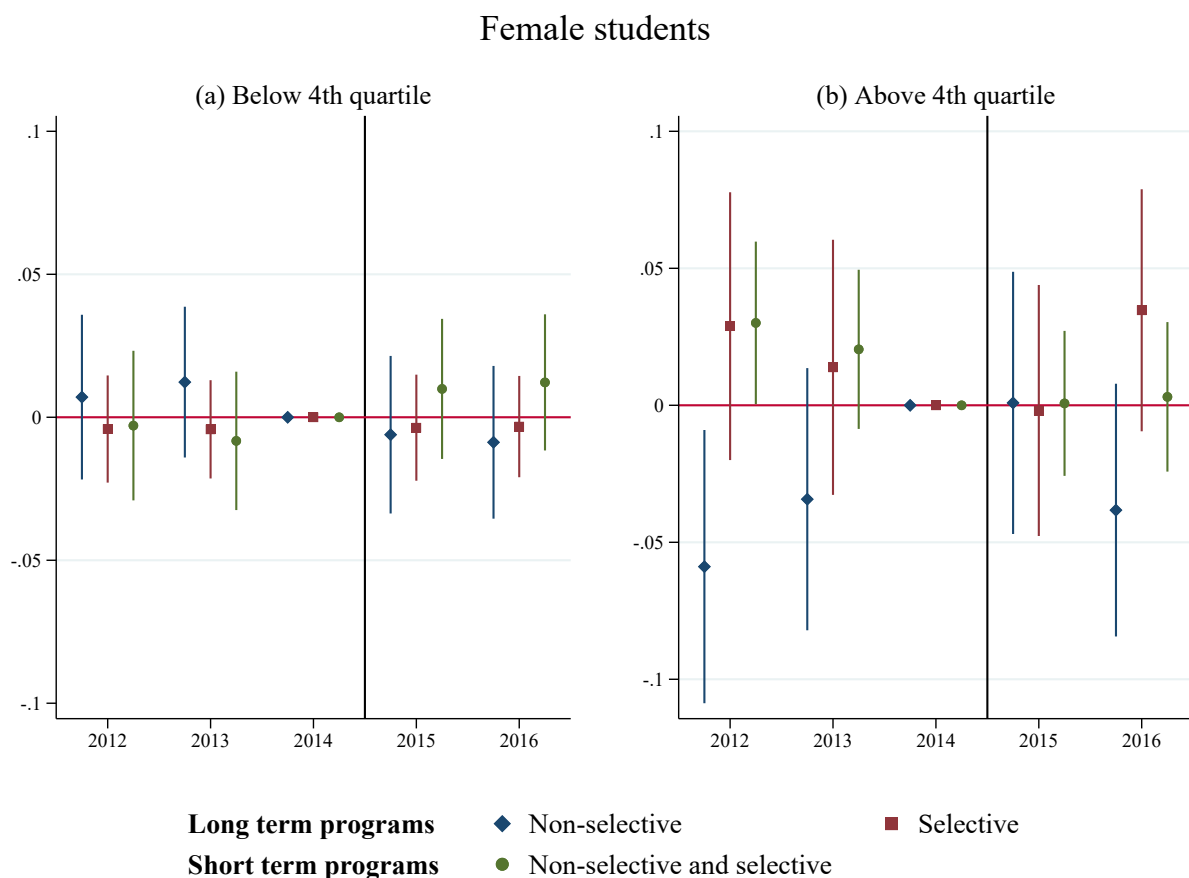 Female students
(a) Below 4th quartile
.1
.05
0
-.05
-.1
2012 2013 2014 2015 2016
(b) Above 4th quartile
.1
.05
0
-.05
-.1
2012 2013 2014 2015 2016
Long term programs Non-selective Selective
Short term programs Non-selective and selective